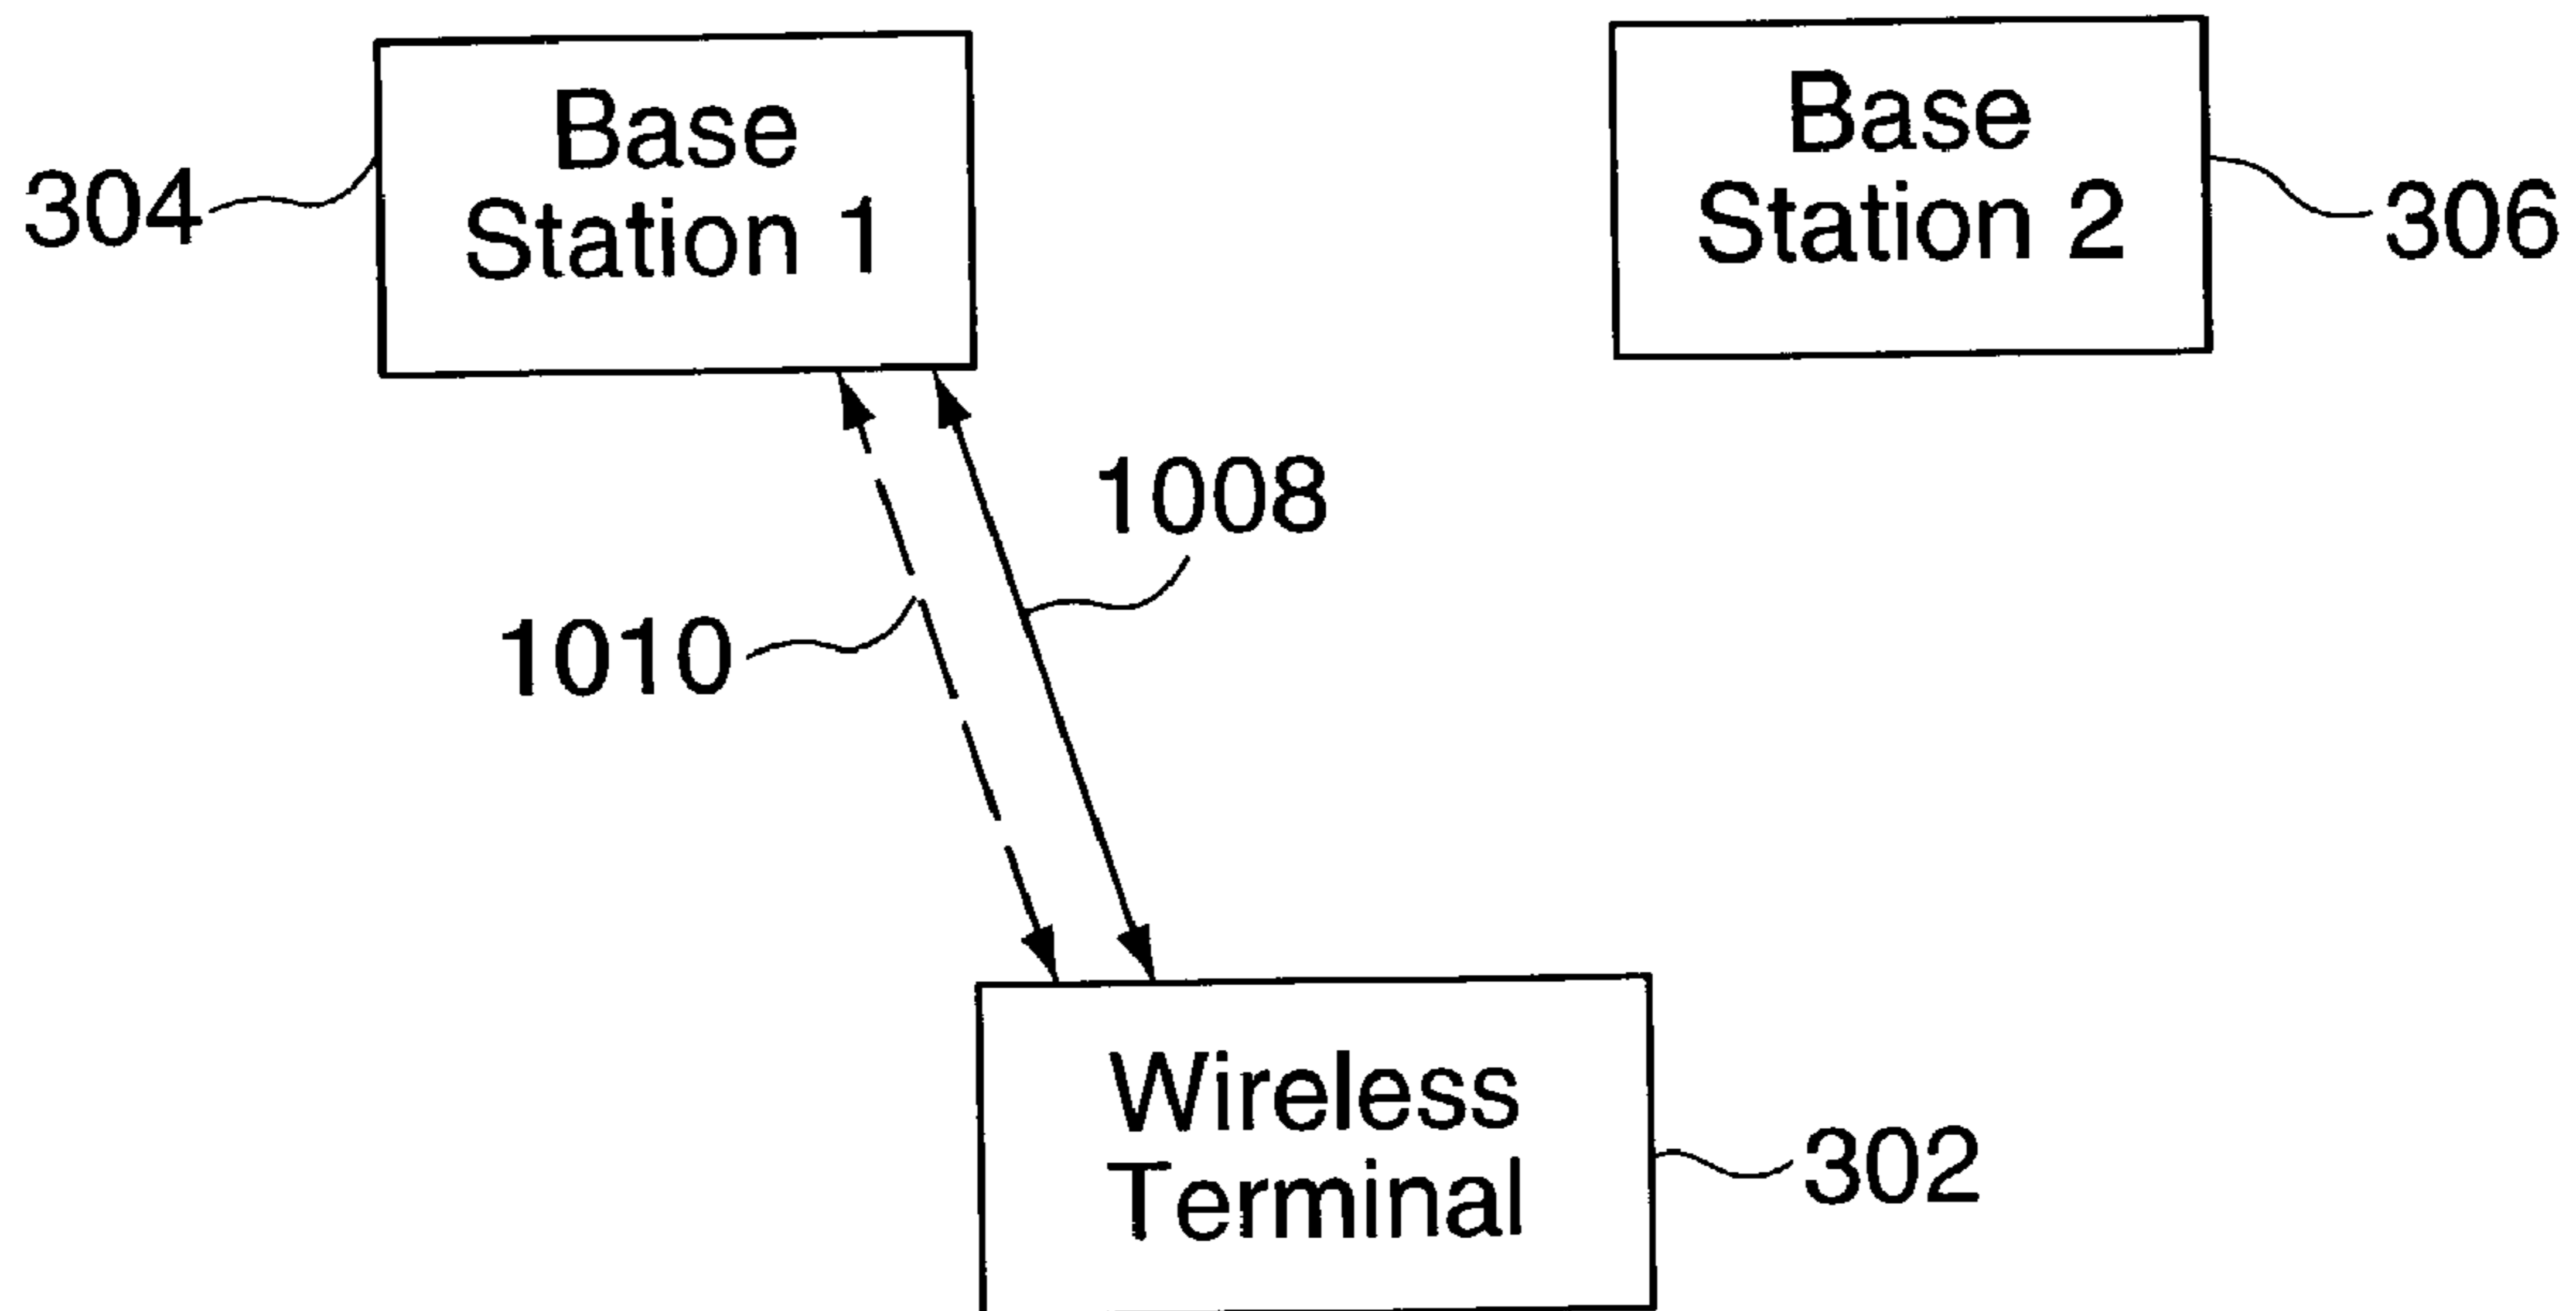 Base
Station 1
304
Base
Station 2
306
1008
1010
Wireless
Terminal
302